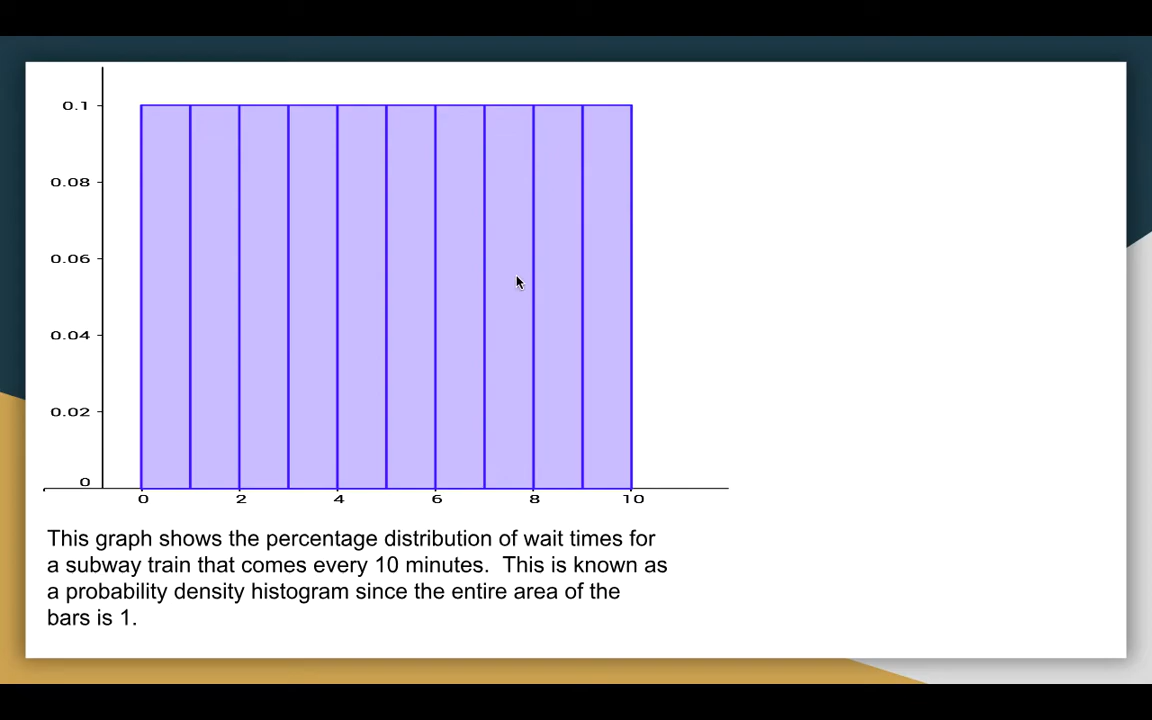 0.1
0.08
0.06
0.04
0.02
0
0 2 4 6 8 10
This graph shows the percentage distribution of wait times for
a subway train that comes every 10 minutes.  This is known as
a probability density histogram since the entire area of the
bars is 1.